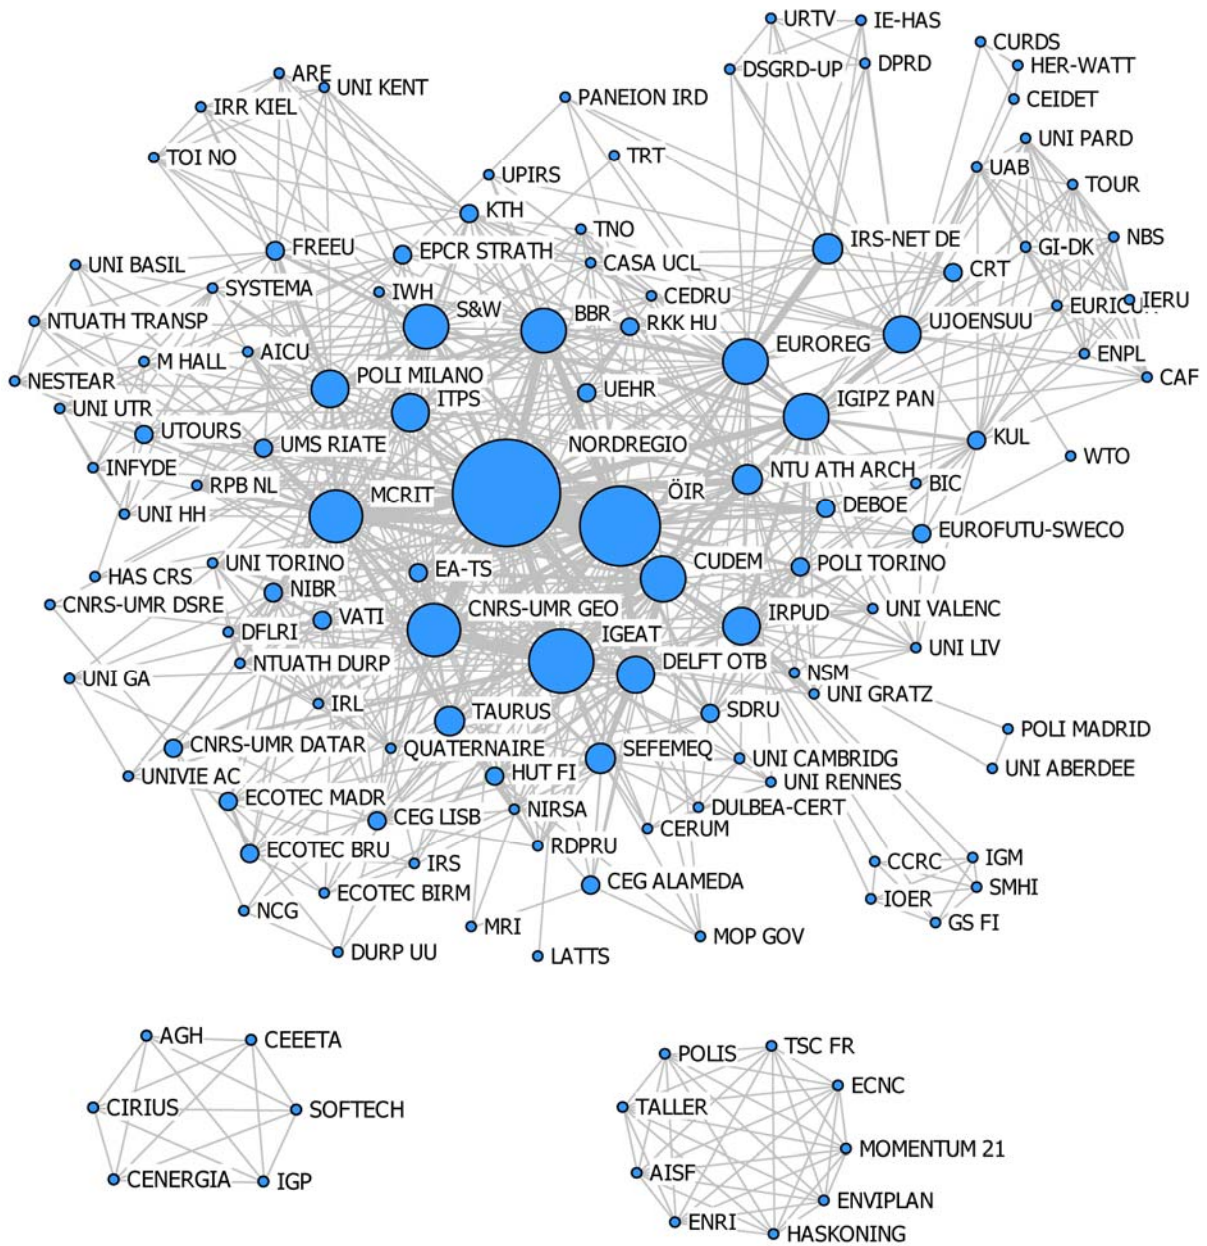 URTV
IE-HAS
CURDS
DSGRD-UP
DPRD
HER-WATT
ARE
UNI KENT
PANEION IRD
CEIDET
IRR KIEL
UNI PARD
TOI NO
TRT
UAB
UPIRS
TOUR
KTH
TNO
IRS-NET DE
NBS
FREEU
EPCR STRATH
GI-DK
UNI BASIL
CASA UCL
CRT
SYSTEMA
IWH
CEDRU
IERU
NTUATH TRANSP
S&W
BBR
RKK HU
UJOENSUU
M HALL
AICU
EUROREG
ENPL
NESTEAR
POLI MILANO
CAF
UNI UTR
ITPS
UEHR
IGIPZ PAN
UTOURS
UMS RIATE
NORDREGIO
KUL
INFYDE
NTU ATH ARCH
WTO
RPB NL
MCRIT
ÖIR
BIC
UNI HH
DEBOE
EUROFUTU-SWECO
UNI TORINO
EA-TS
CUDEM
POLI TORINO
HAS CRS
NIBR
CNRS-UMR DSRE
CNRS-UMR GEO
UNI VALENC
VATI
IRPUD
DFLRI
IGEAT
UNI LIV
NTUATH DURP
DELFT OTB
UNI GA
NSM
UNI GRATZ
IRL
TAURUS
SDRU
POLI MADRID
CNRS-UMR DATAR
QUATERNAIRE
SEFEMEQ
UNI CAMBRIDG
UNI ABERDEE
UNIVIE AC
HUT FI
UNI RENNES
ECOTEC MADR
NIRSA
DULBEA-CERT
CEG LISB
CERUM
ECOTEC BRU
RDPRU
CCRC
IGM
IRS
CEG ALAMEDA
SMHI
ECOTEC BIRM
IOER
NCG
GS FI
MRI
MOP GOV
DURP UU
LATTS
AGH
CEEETA
POLIS
TSC FR
ECNC
CIRIUS
SOFTECH
TALLER
MOMENTUM 21
CENERGIA
IGP
AISF
ENVIPLAN
ENRI
HASKONING